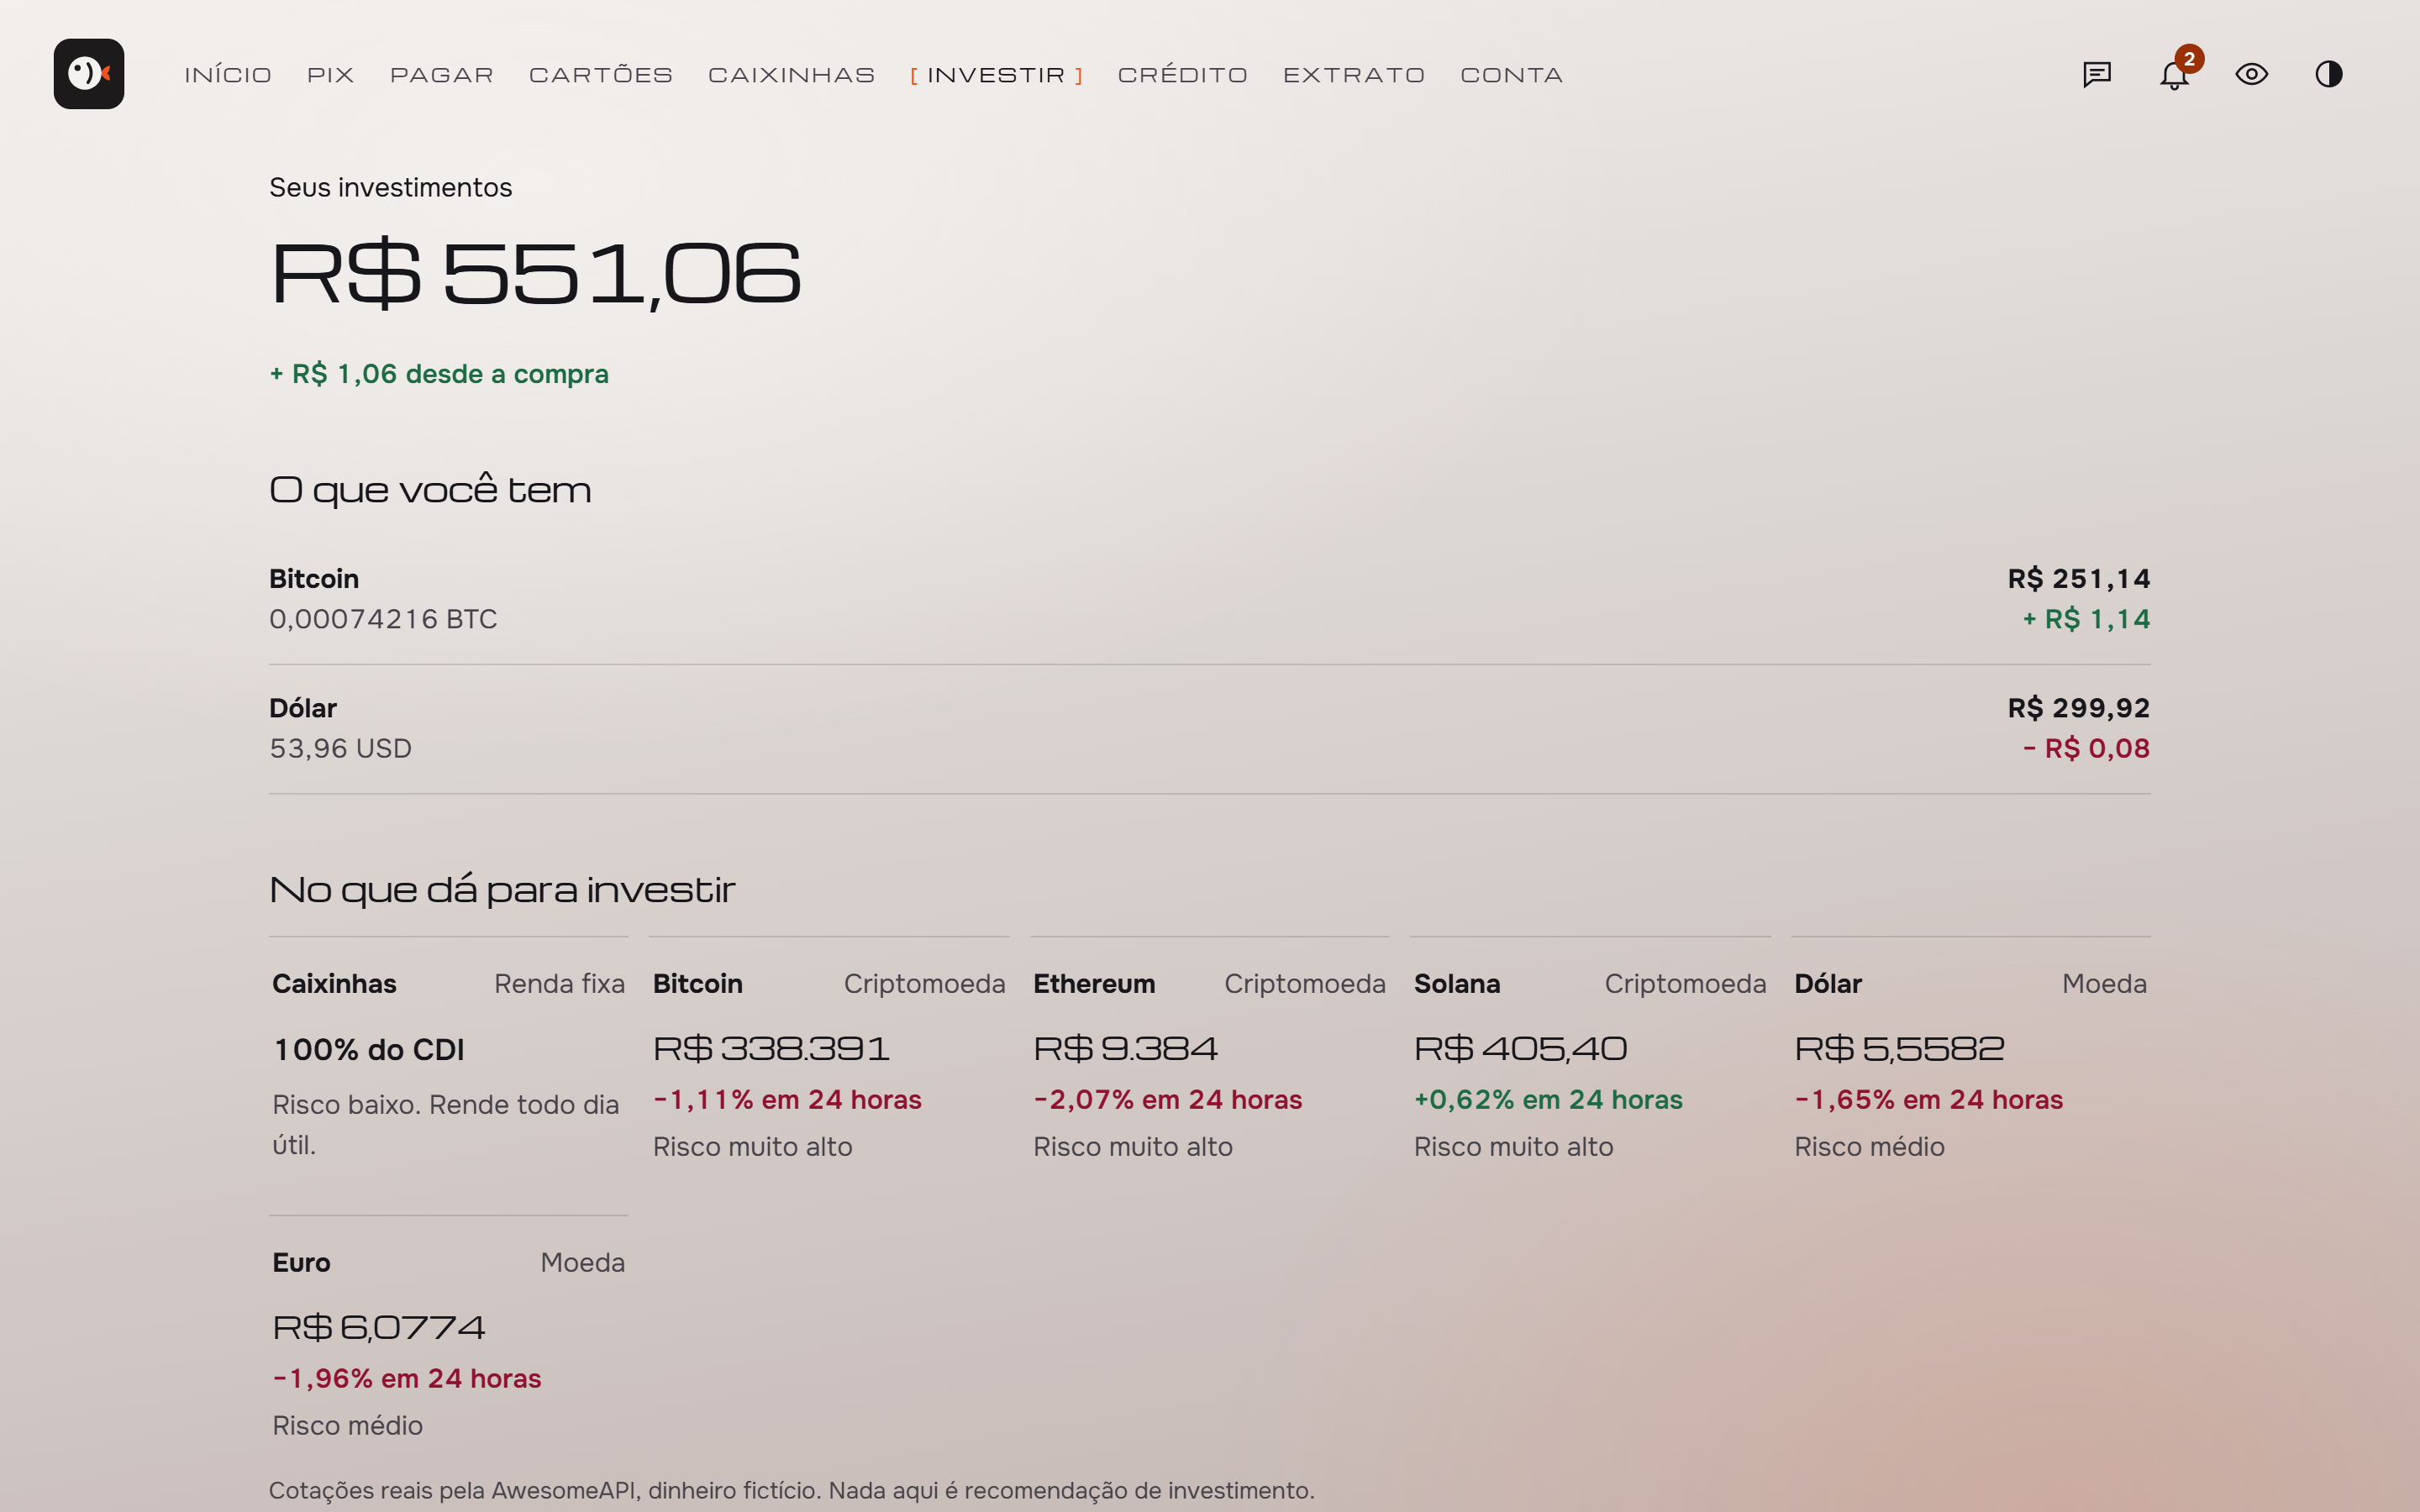 INÍCIO PIX PAGAR CARTÕES CAIXINHAS [ INVESTIR ] CRÉDITO EXTRATO CONTA 2
Seus investimentos
R$ 551,06
+ R$ 1,06 desde a compra
O que você tem
Bitcoin R$ 251,14
0,00074216 BTC + R$ 1,14
Dólar R$ 299,92
53,96 USD − R$ 0,08
No que dá para investir
Caixinhas Renda fixa
100% do CDI
Risco baixo. Rende todo dia
útil.
Bitcoin Criptomoeda
R$ 338.391
−1,11% em 24 horas
Risco muito alto
Ethereum Criptomoeda
R$ 9.384
−2,07% em 24 horas
Risco muito alto
Solana Criptomoeda
R$ 405,40
+0,62% em 24 horas
Risco muito alto
Dólar Moeda
R$ 5,5582
−1,65% em 24 horas
Risco médio
Euro Moeda
R$ 6,0774
−1,96% em 24 horas
Risco médio
Cotações reais pela AwesomeAPI, dinheiro fictício. Nada aqui é recomendação de investimento.